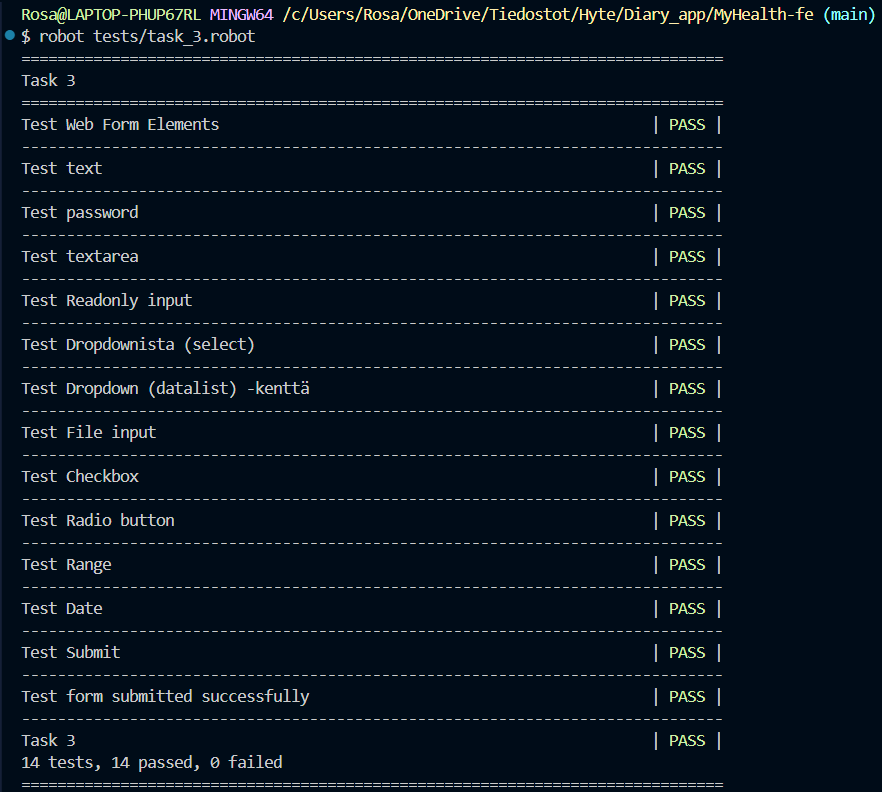 Rosa@LAPTOP-PHUP67RL MINGW64 /c/Users/Rosa/OneDrive/Tiedostot/Hyte/Diary_app/MyHealth-fe (main)
$ robot tests/task_3.robot
==============================================================================
Task 3
==============================================================================
Test Web Form Elements | PASS |
------------------------------------------------------------------------------
Test text | PASS |
------------------------------------------------------------------------------
Test password | PASS |
------------------------------------------------------------------------------
Test textarea | PASS |
------------------------------------------------------------------------------
Test Readonly input | PASS |
------------------------------------------------------------------------------
Test Dropdownista (select) | PASS |
------------------------------------------------------------------------------
Test Dropdown (datalist) -kenttä | PASS |
------------------------------------------------------------------------------
Test File input | PASS |
------------------------------------------------------------------------------
Test Checkbox | PASS |
------------------------------------------------------------------------------
Test Radio button | PASS |
------------------------------------------------------------------------------
Test Range | PASS |
------------------------------------------------------------------------------
Test Date | PASS |
------------------------------------------------------------------------------
Test Submit | PASS |
------------------------------------------------------------------------------
Test form submitted successfully | PASS |
------------------------------------------------------------------------------
Task 3 | PASS |
14 tests, 14 passed, 0 failed
==============================================================================